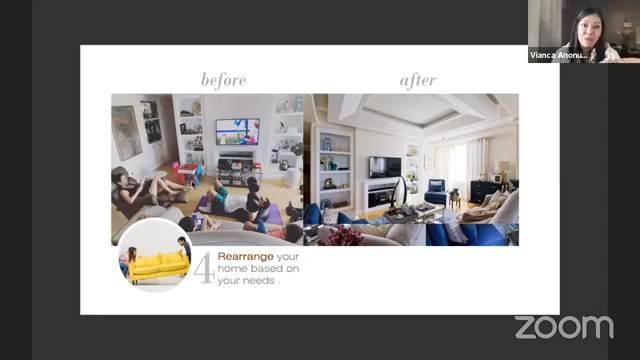 Vianca Anonu...
before after
4 Rearrange your
home based on
your needs
zoom